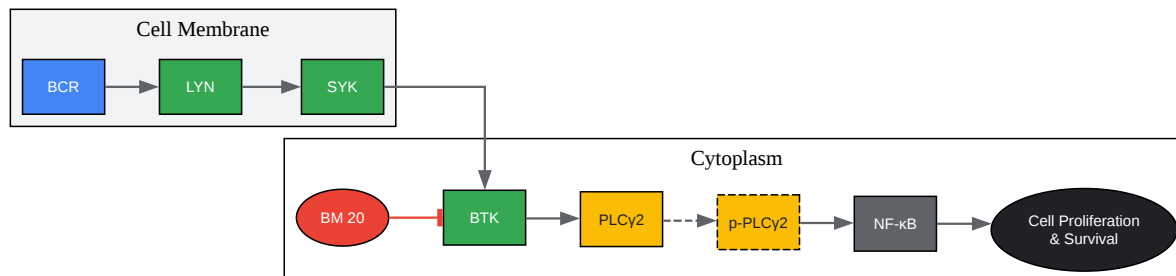 Cell Membrane
BCR
LYN
SYK
Cytoplasm
BM 20
BTK
PLCγ2
p-PLCγ2
NF-κB
Cell Proliferation
& Survival